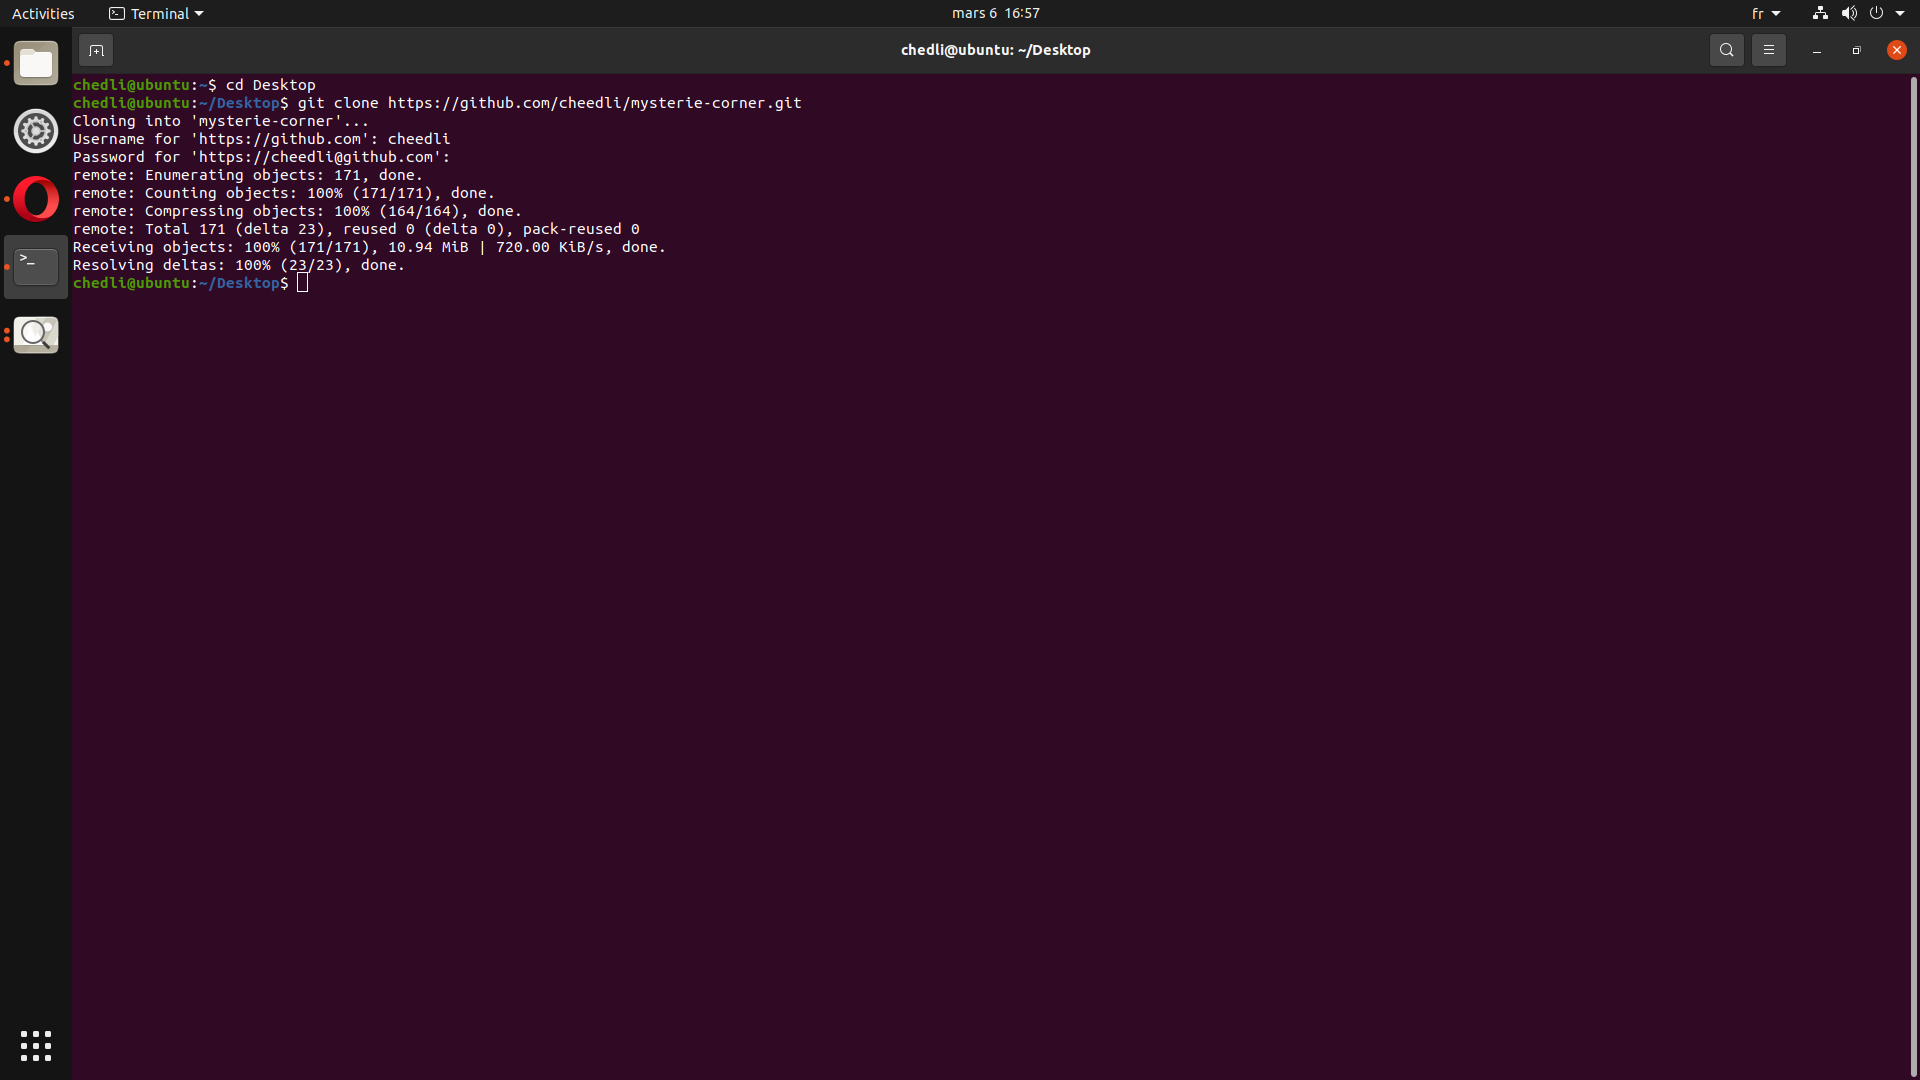 Activities Terminal mars 6 16:57 fr
chedli@ubuntu: ~/Desktop
chedli@ubuntu:~$ cd Desktop
chedli@ubuntu:~/Desktop$ git clone https://github.com/cheedli/mysterie-corner.git
Cloning into 'mysterie-corner'...
Username for 'https://github.com': cheedli
Password for 'https://cheedli@github.com':
remote: Enumerating objects: 171, done.
remote: Counting objects: 100% (171/171), done.
remote: Compressing objects: 100% (164/164), done.
remote: Total 171 (delta 23), reused 0 (delta 0), pack-reused 0
Receiving objects: 100% (171/171), 10.94 MiB | 720.00 KiB/s, done.
Resolving deltas: 100% (23/23), done.
chedli@ubuntu:~/Desktop$